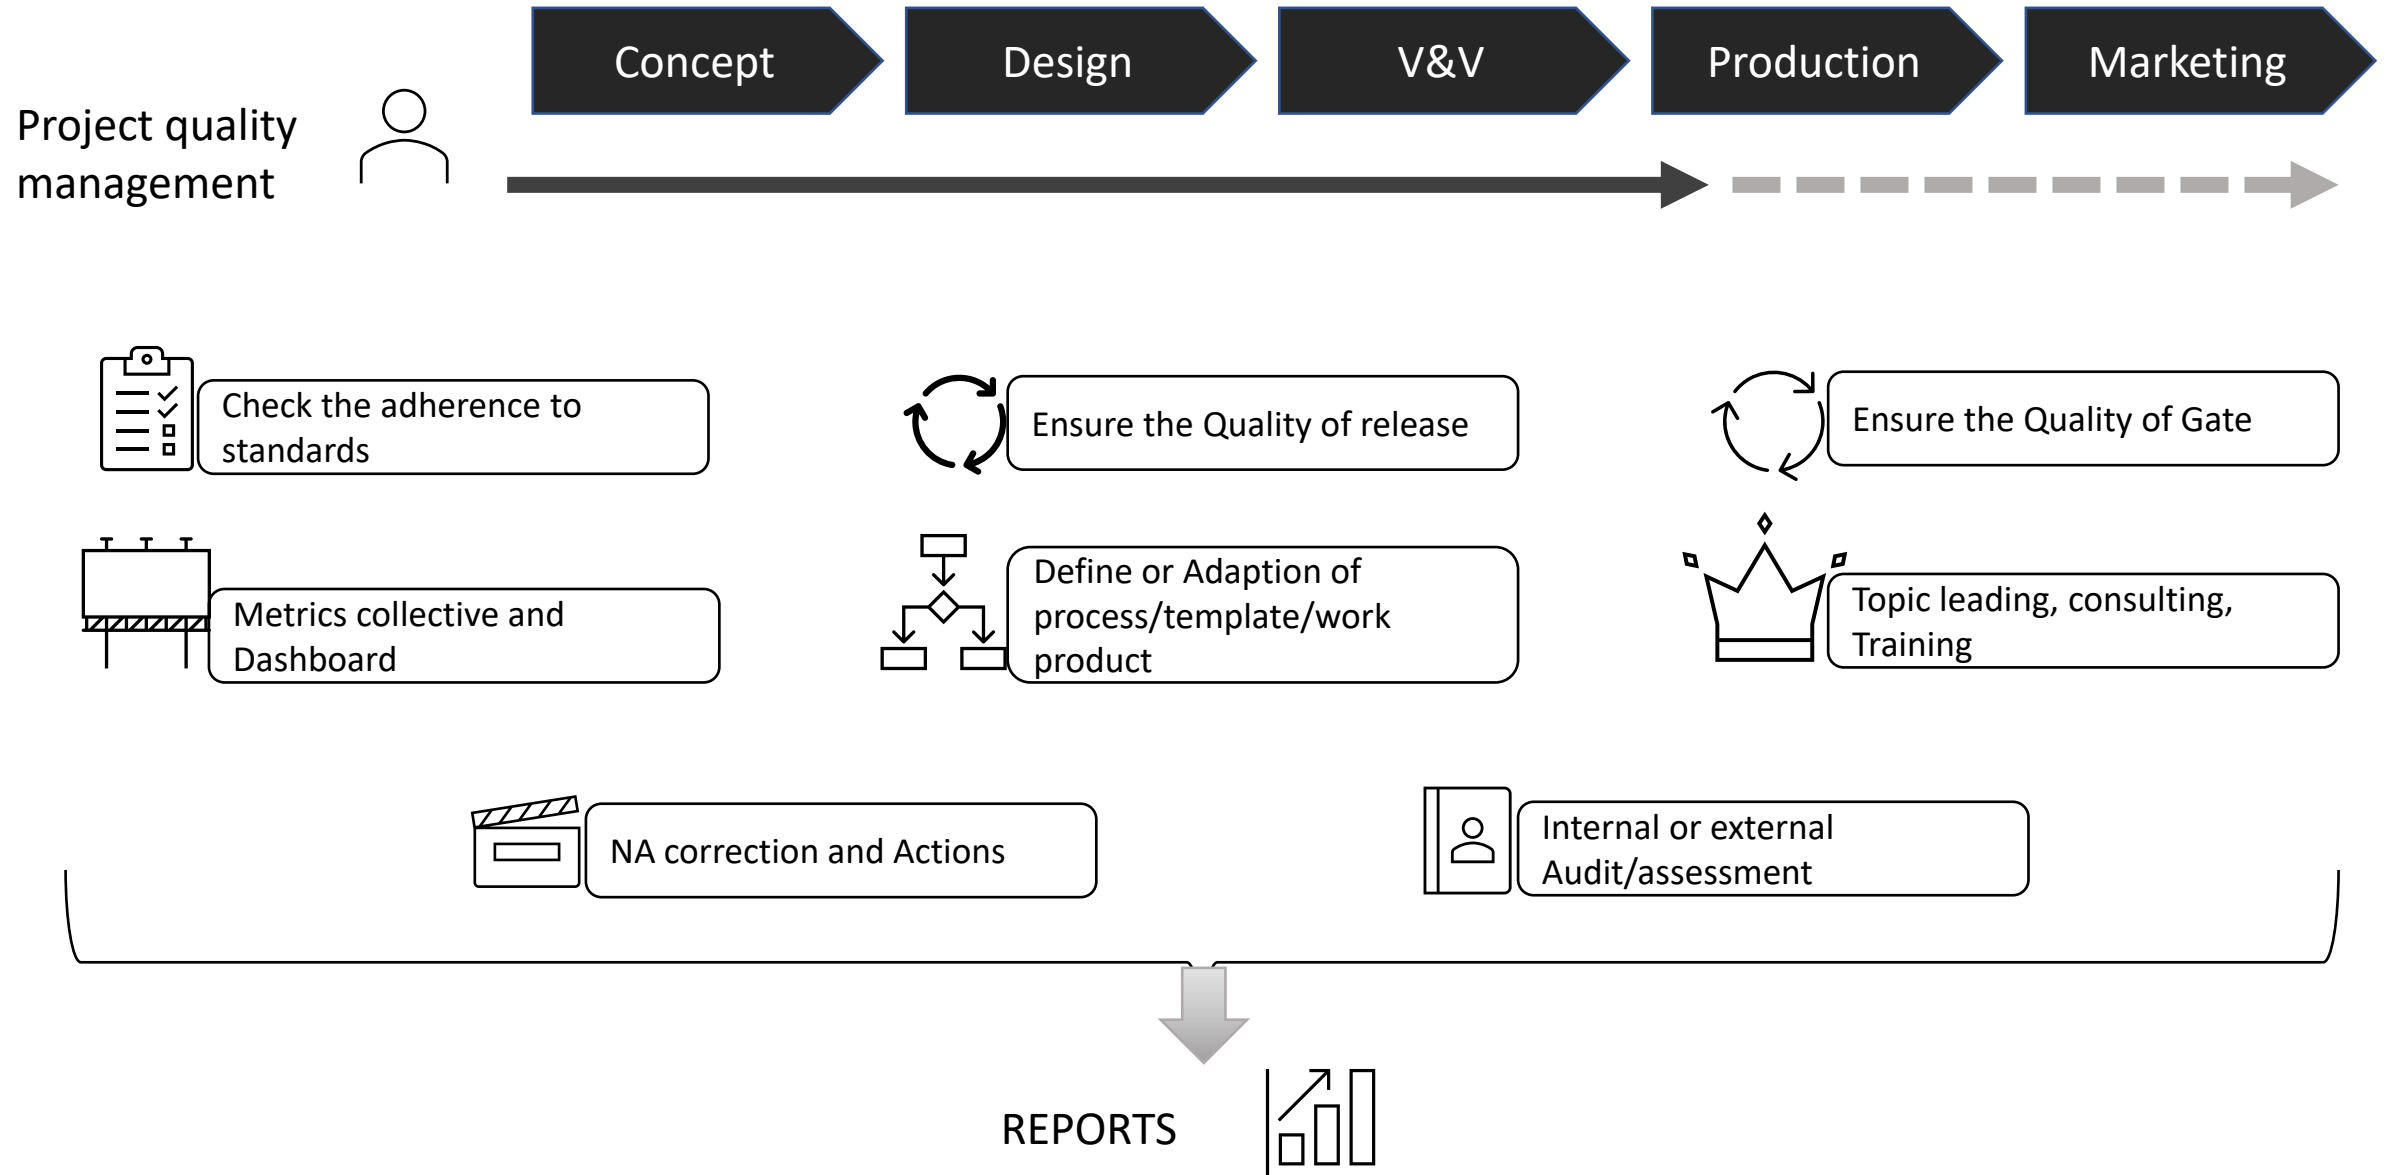 Concept
Design
V&V
Production
Marketing
Project quality
management
Check the adherence to
standards
Ensure the Quality of release
Ensure the Quality of Gate
Metrics collective and
Dashboard
Define or Adaption of
process/template/work
product
Topic leading, consulting,
Training
NA correction and Actions
Internal or external
Audit/assessment
REPORTS